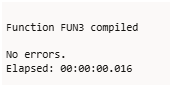 Function FUN3 compiled
No errors.
Elapsed: 00:00:00.016